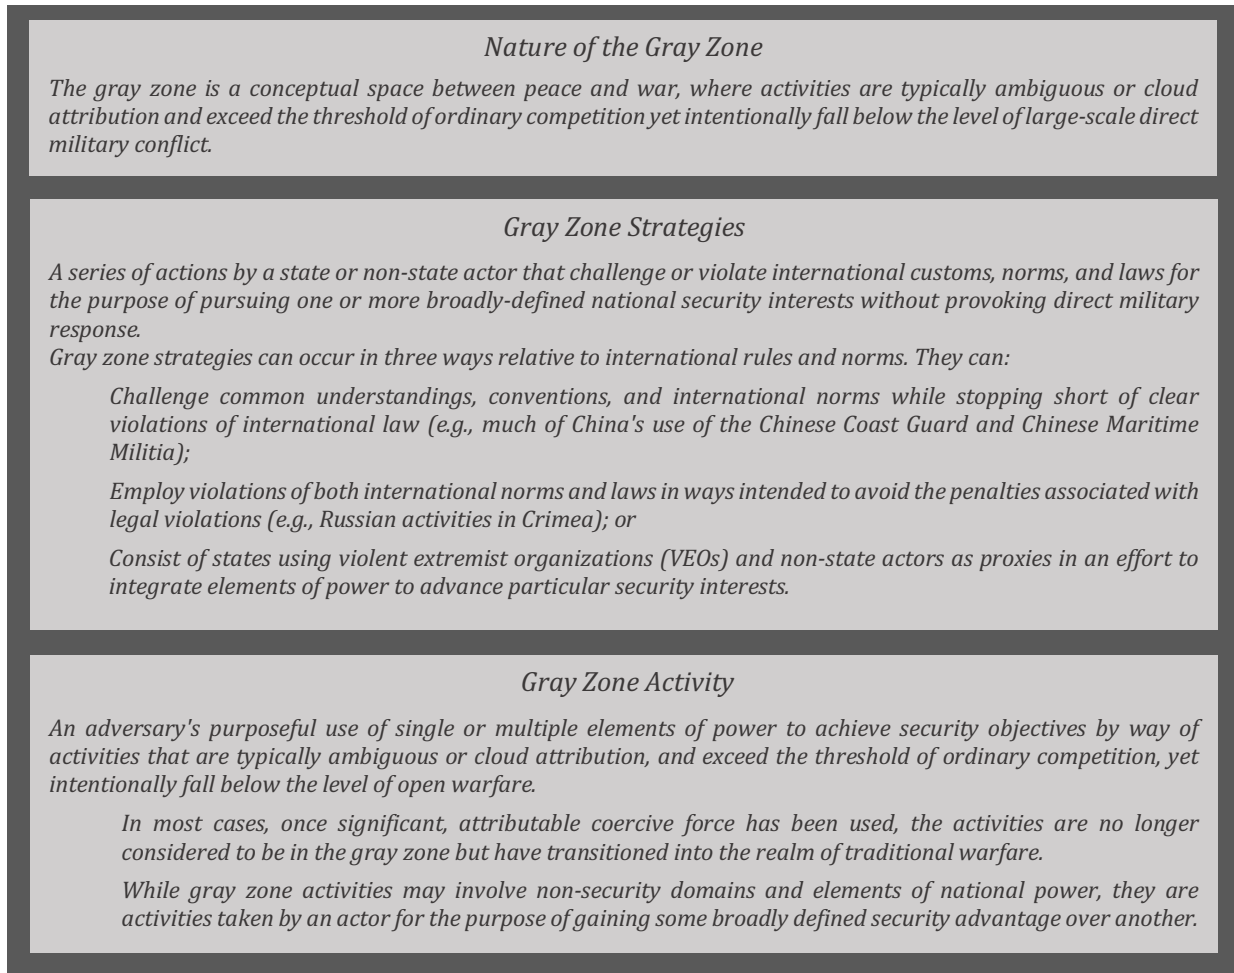 Nature of the Gray Zone
The gray zone is a conceptual space between peace and war, where activities are typically ambiguous or cloud
attribution and exceed the threshold of ordinary competition yet intentionally fall below the level of large-scale direct
military conflict.
Gray Zone Strategies
A series of actions by a state or non-state actor that challenge or violate international customs, norms, and laws for
the purpose of pursuing one or more broadly-defined national security interests without provoking direct military
response.
Gray zone strategies can occur in three ways relative to international rules and norms. They can:
Challenge common understandings, conventions, and international norms while stopping short of clear
violations of international law (e.g., much of China's use of the Chinese Coast Guard and Chinese Maritime
Militia);
Employ violations of both international norms and laws in ways intended to avoid the penalties associated with
legal violations (e.g., Russian activities in Crimea); or
Consist of states using violent extremist organizations (VEOs) and non-state actors as proxies in an effort to
integrate elements of power to advance particular security interests.
Gray Zone Activity
An adversary's purposeful use of single or multiple elements of power to achieve security objectives by way of
activities that are typically ambiguous or cloud attribution, and exceed the threshold of ordinary competition, yet
intentionally fall below the level of open warfare.
In most cases, once significant, attributable coercive force has been used, the activities are no longer
considered to be in the gray zone but have transitioned into the realm of traditional warfare.
While gray zone activities may involve non-security domains and elements of national power, they are
activities taken by an actor for the purpose of gaining some broadly defined security advantage over another.